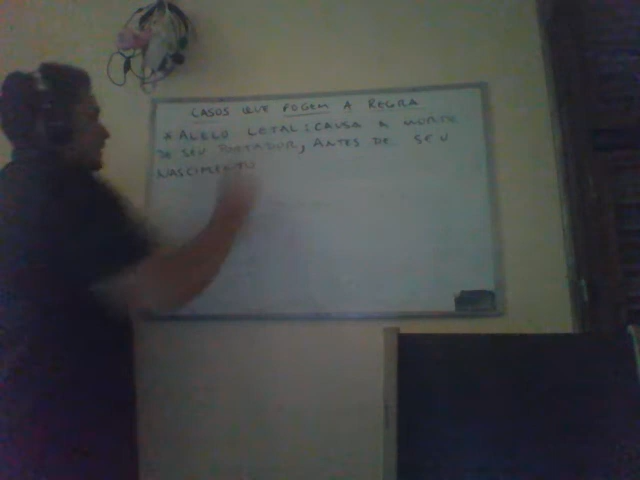 CASOS QUE FOGEM A REGRA
* ALELO LETAL: CAUSA A MORTE
DE SEU PORTADOR, ANTES DE SEU
NASCIMENTO